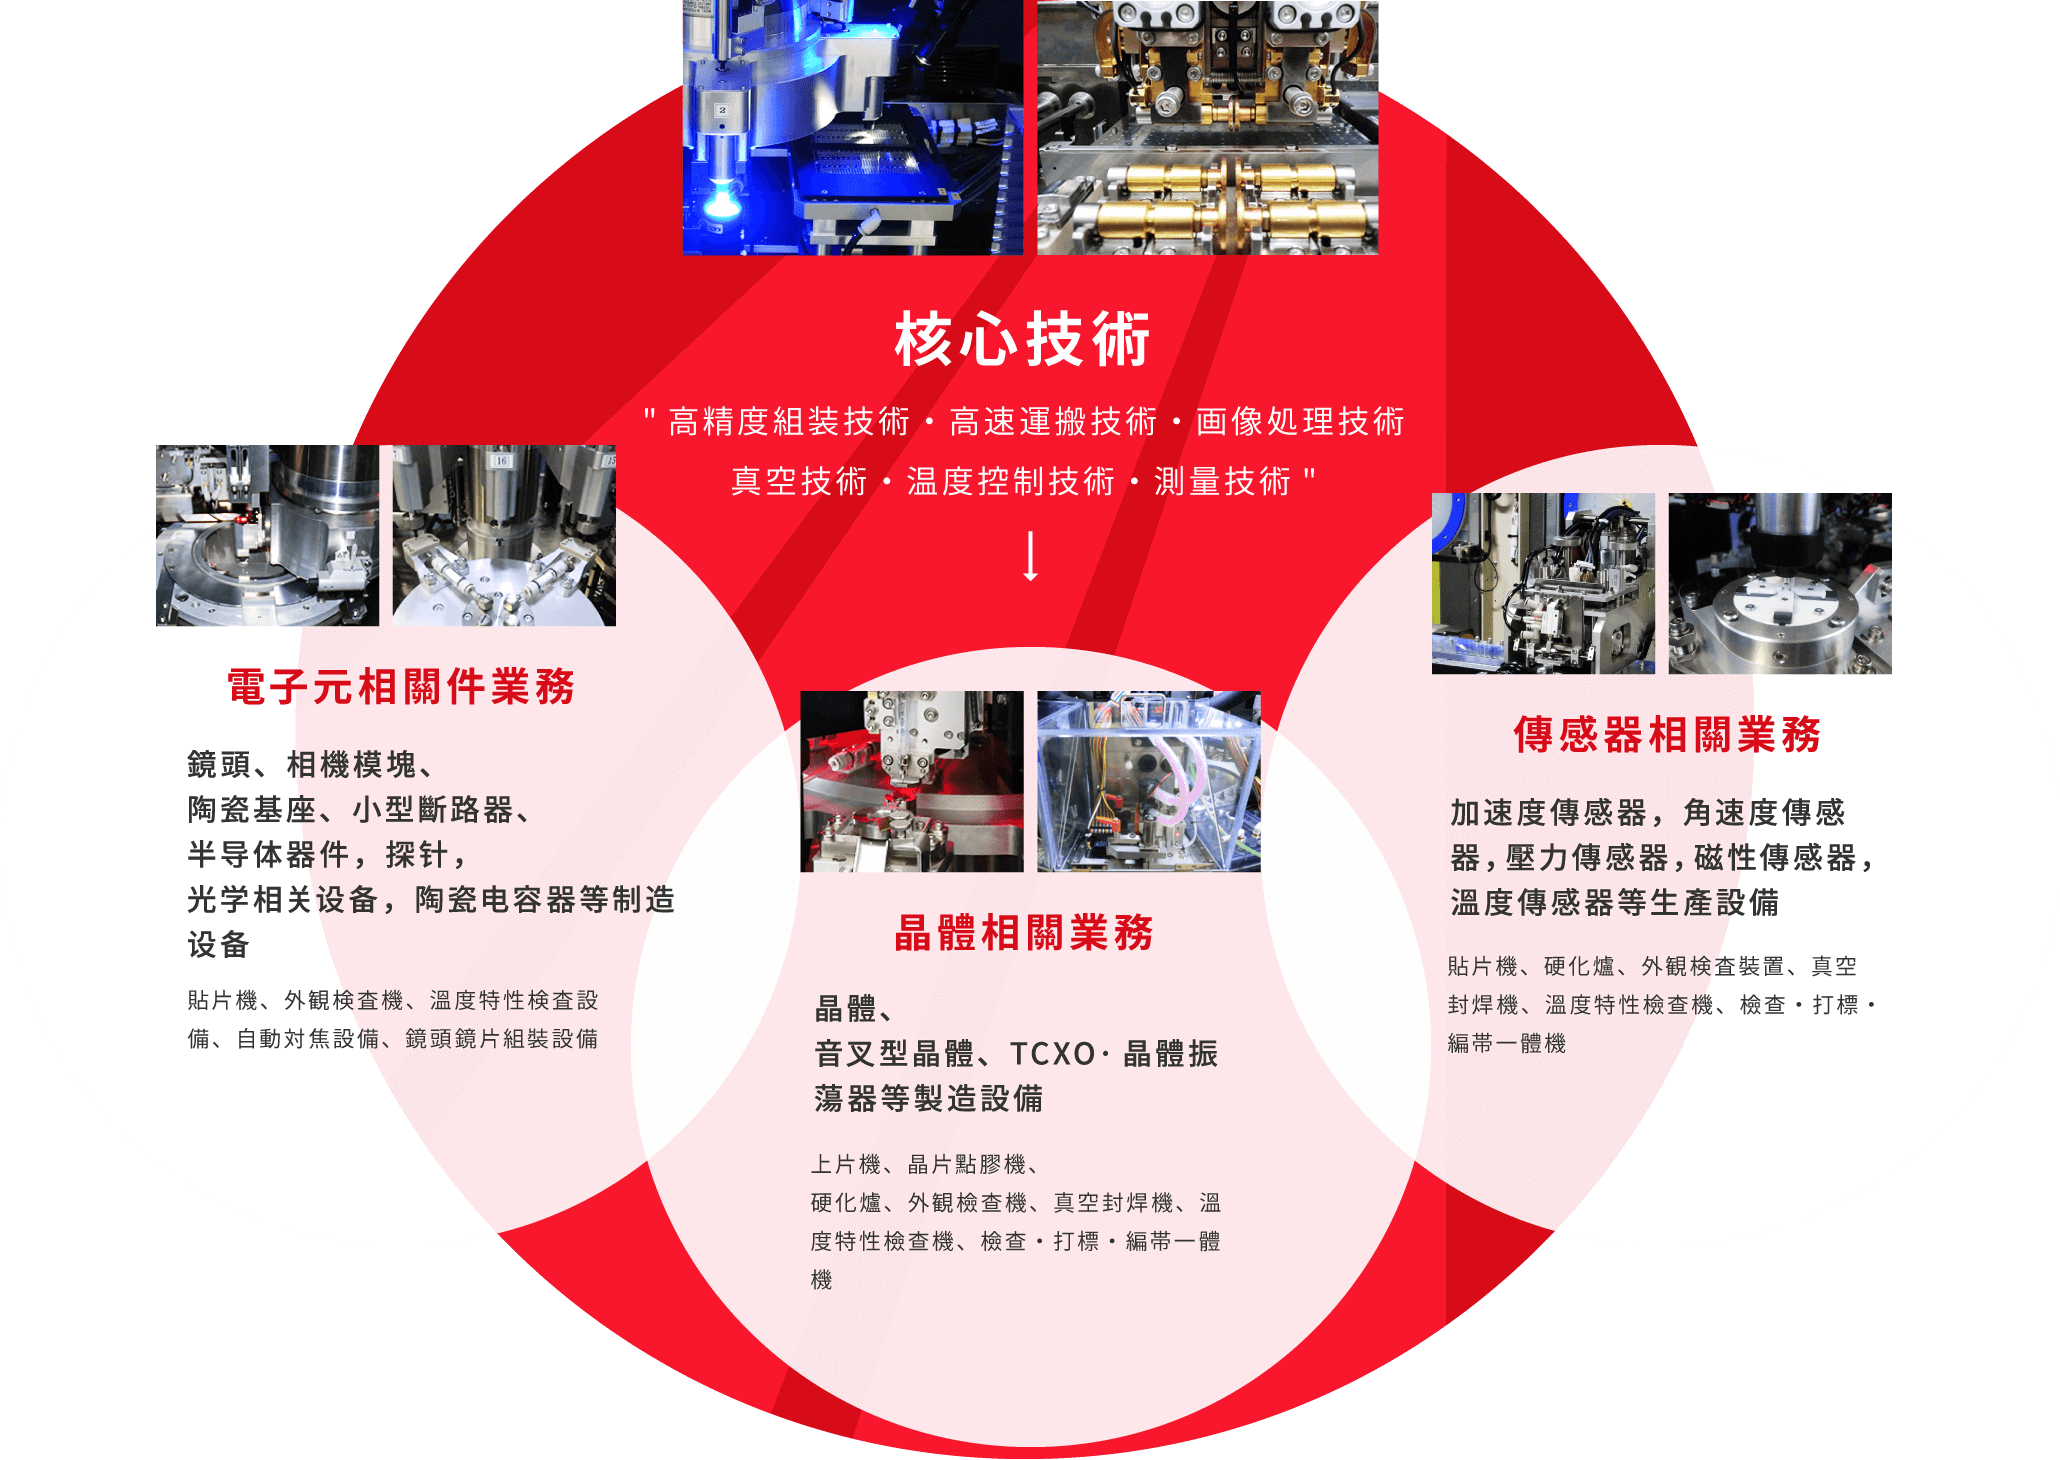 2
核心技術
" 高精度組装技術・高速運搬技術・画像処理技術
真空技術・温度控制技術・測量技術 "
16
15
電子元相關件業務
鏡頭、相機模塊、
陶瓷基座、小型斷路器、
半导体器件，探针，
光学相关设备，陶瓷电容器等制造
设备
貼片機、外観検査機、溫度特性検査設
備、自動対焦設備、鏡頭鏡片組裝設備
晶體相關業務
晶體、
音叉型晶體、TCXO· 晶體振
蕩器等製造設備
上片機、晶片點膠機、
硬化爐、外観檢查機、真空封焊機、溫
度特性檢查機、檢查・打標・編帯一體
機
傳感器相關業務
加速度傳感器，角速度傳感
器，壓力傳感器，磁性傳感器，
溫度傳感器等生產設備
貼片機、硬化爐、外観検査裝置、真空
封焊機、溫度特性檢查機、檢查・打標・
編帯一體機